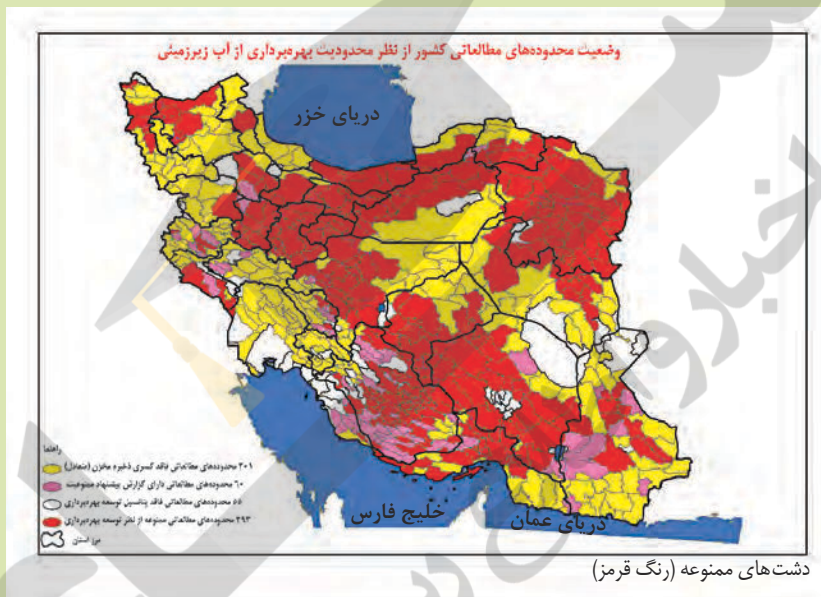 وضعیت محدوده‌های مطالعاتی کشور از نظر محدودیت بهره‌برداری از آب زیرزمینی
دریای خزر
راهنما
۲۰۱ محدوده‌های مطالعاتی فاقد کسری ذخیره مخزن (متعادل)
۶۰ محدوده‌های مطالعاتی دارای گزارش پیشنهاد ممنوعیت
۵۵ محدوده‌های مطالعاتی فاقد پتانسیل توسعه بهره‌برداری
۲۹۳ محدوده‌های مطالعاتی ممنوعه از نظر توسعه بهره‌برداری
مرز استان
خلیج فارس
دریای عمان
دشت‌های ممنوعه (رنگ قرمز)